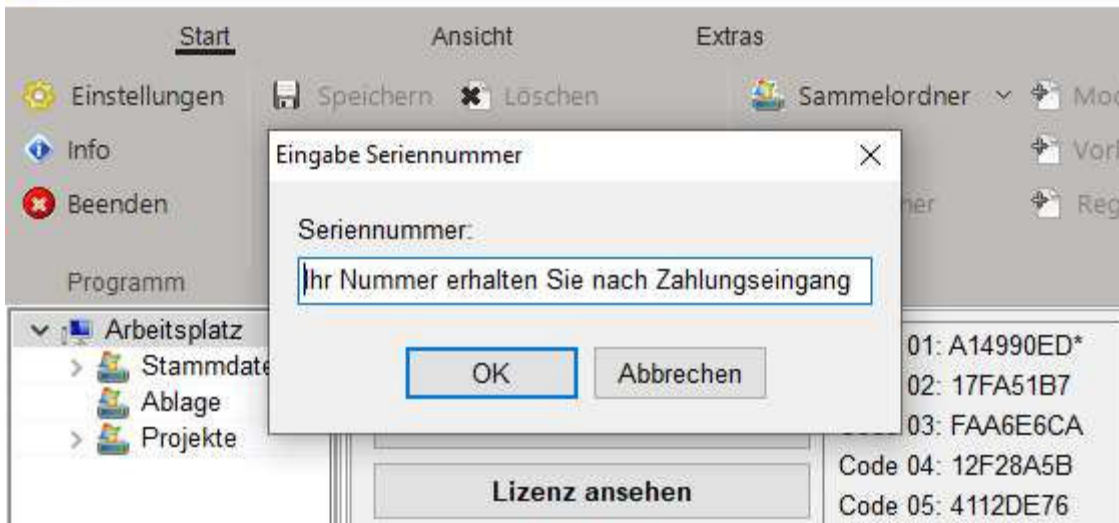 Start Ansicht Extras
Einstellungen Speichern Löschen Sammelordner
Info
Beenden
Programm
Eingabe Seriennummer
Seriennummer:
Ihr Nummer erhalten Sie nach Zahlungseingang
OK Abbrechen
Arbeitsplatz
Ablage
Projekte
Lizenz ansehen
01: A14990ED*
02: 17FA51B7
03: FAA6E6CA
Code 04: 12F28A5B
Code 05: 4112DE76